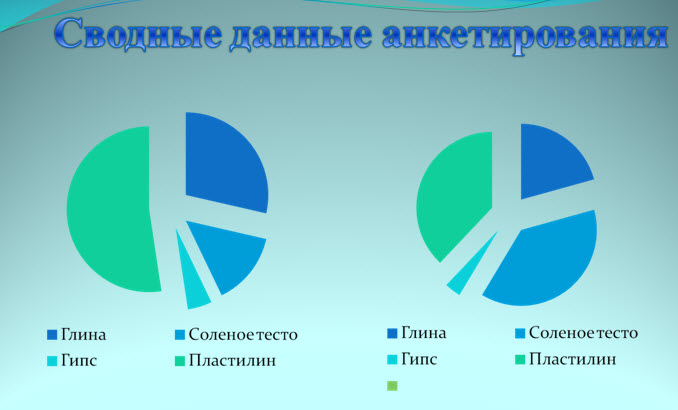 Сводные данные анкетирования
Глина Соленое тесто
Гипс Пластилин
Глина Соленое тесто
Гипс Пластилин